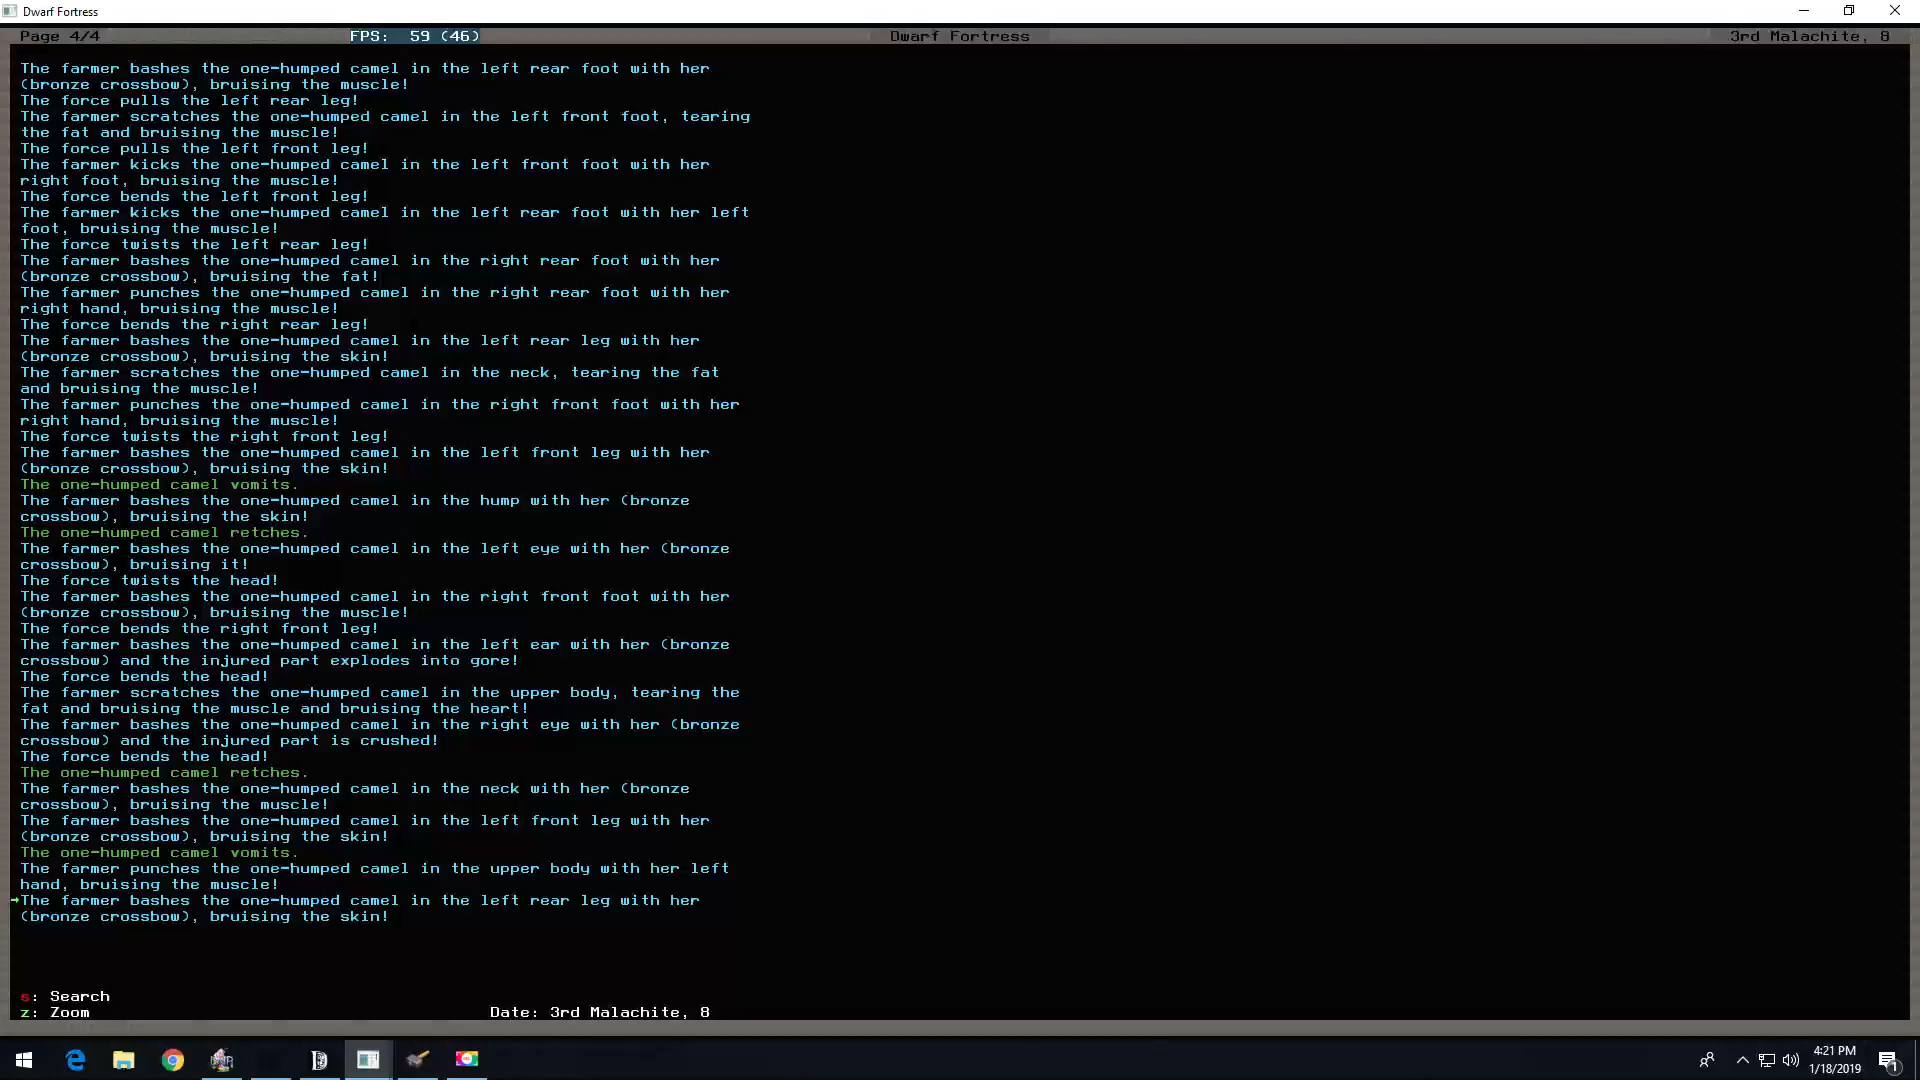 Dwarf Fortress
Page 4/4 FPS: 59 (46) Dwarf Fortress 3rd Malachite, 8
The farmer bashes the one-humped camel in the left rear foot with her
(bronze crossbow), bruising the muscle!
The force pulls the left rear leg!
The farmer scratches the one-humped camel in the left front foot, tearing
the fat and bruising the muscle!
The force pulls the left front leg!
The farmer kicks the one-humped camel in the left front foot with her
right foot, bruising the muscle!
The force bends the left front leg!
The farmer kicks the one-humped camel in the left rear foot with her left
foot, bruising the muscle!
The force twists the left rear leg!
The farmer bashes the one-humped camel in the right rear foot with her
(bronze crossbow), bruising the fat!
The farmer punches the one-humped camel in the right rear foot with her
right hand, bruising the muscle!
The force bends the right rear leg!
The farmer bashes the one-humped camel in the left rear leg with her
(bronze crossbow), bruising the skin!
The farmer scratches the one-humped camel in the neck, tearing the fat
and bruising the muscle!
The farmer punches the one-humped camel in the right front foot with her
right hand, bruising the muscle!
The force twists the right front leg!
The farmer bashes the one-humped camel in the left front leg with her
(bronze crossbow), bruising the skin!
The one-humped camel vomits.
The farmer bashes the one-humped camel in the hump with her (bronze
crossbow), bruising the skin!
The one-humped camel retches.
The farmer bashes the one-humped camel in the left eye with her (bronze
crossbow), bruising it!
The force twists the head!
The farmer bashes the one-humped camel in the right front foot with her
(bronze crossbow), bruising the muscle!
The force bends the right front leg!
The farmer bashes the one-humped camel in the left ear with her (bronze
crossbow) and the injured part explodes into gore!
The force bends the head!
The farmer scratches the one-humped camel in the upper body, tearing the
fat and bruising the muscle and bruising the heart!
The farmer bashes the one-humped camel in the right eye with her (bronze
crossbow) and the injured part is crushed!
The force bends the head!
The one-humped camel retches.
The farmer bashes the one-humped camel in the neck with her (bronze
crossbow), bruising the muscle!
The farmer bashes the one-humped camel in the left front leg with her
(bronze crossbow), bruising the skin!
The one-humped camel vomits.
The farmer punches the one-humped camel in the upper body with her left
hand, bruising the muscle!
→The farmer bashes the one-humped camel in the left rear leg with her
(bronze crossbow), bruising the skin!
s: Search
z: Zoom Date: 3rd Malachite, 8
4:21 PM
1/18/2019
1